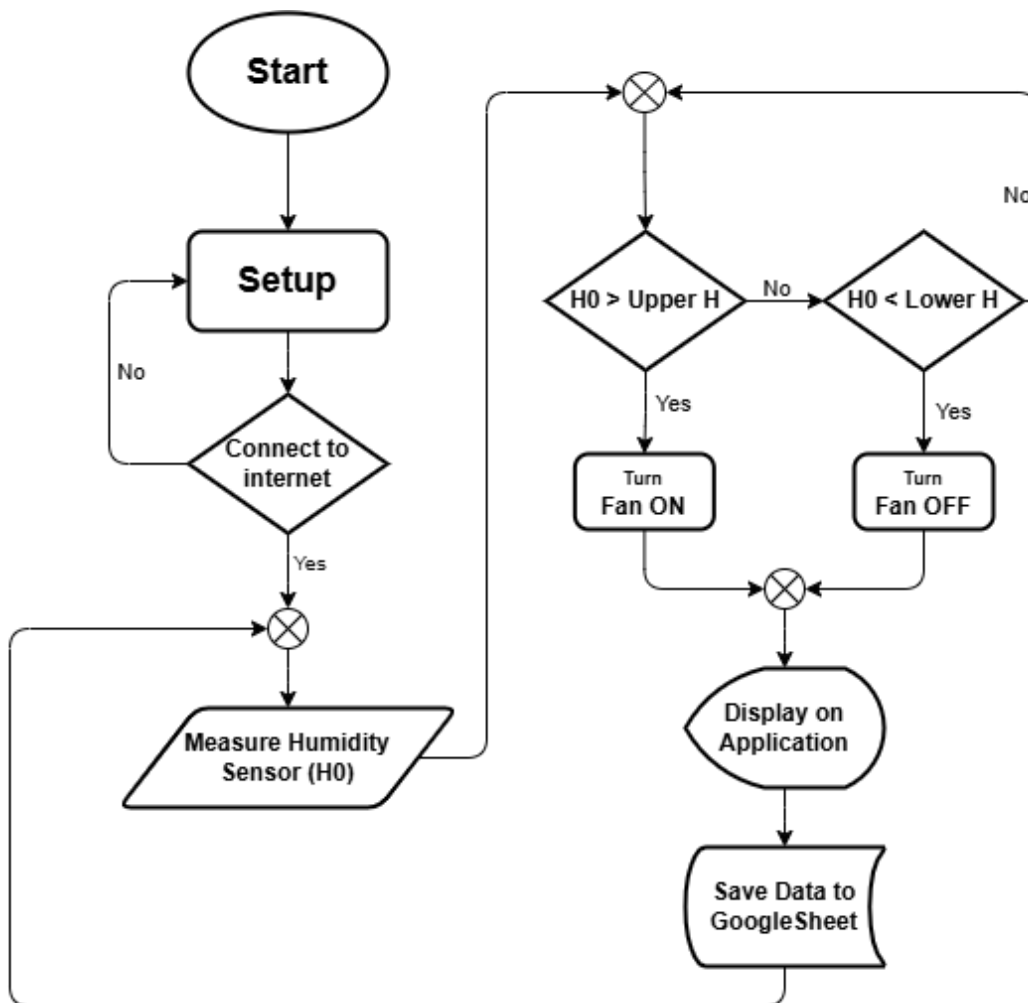 Start
Setup
No
Connect to
internet
Yes
Measure Humidity
Sensor (H0)
H0 > Upper H
No
H0 < Lower H
No
Yes
Yes
Turn
Fan ON
Turn
Fan OFF
Display on
Application
Save Data to
GoogleSheet